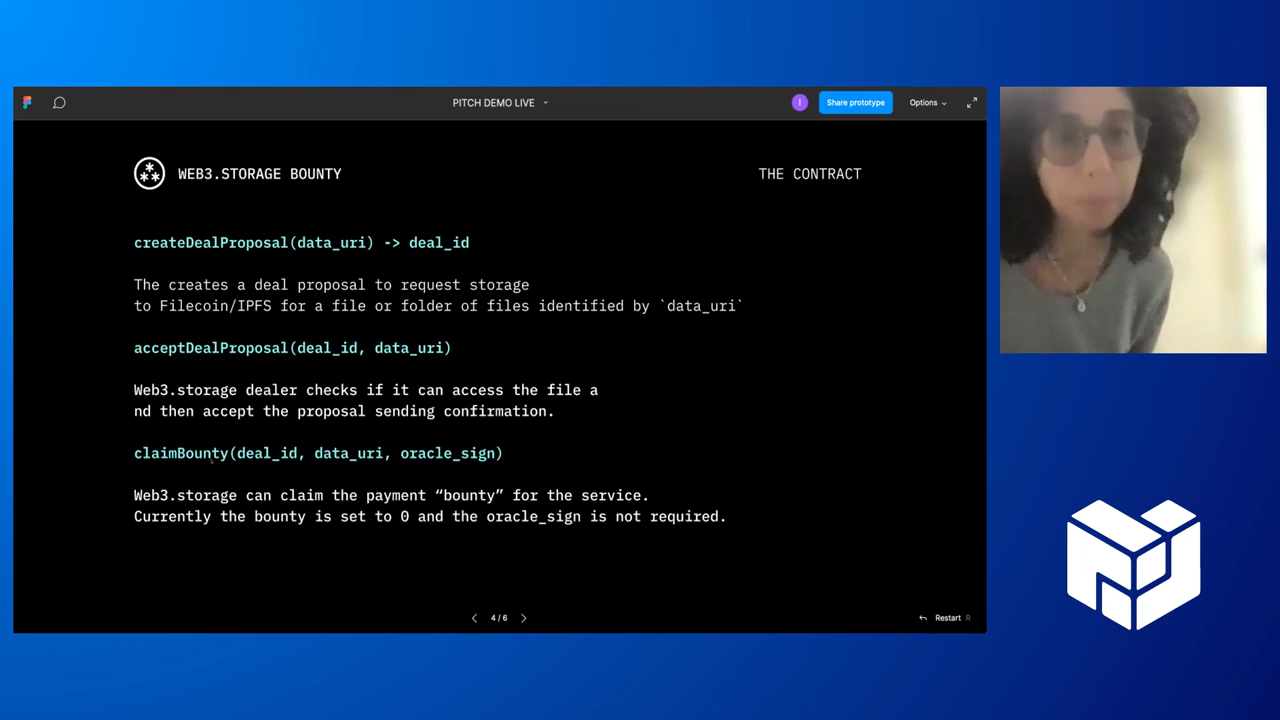 PITCH DEMO LIVE
I
Share prototype
Options
WEB3.STORAGE BOUNTY
THE CONTRACT
createDealProposal(data_uri) -> deal_id
The creates a deal proposal to request storage
to Filecoin/IPFS for a file or folder of files identified by `data_uri`
acceptDealProposal(deal_id, data_uri)
Web3.storage dealer checks if it can access the file a
nd then accept the proposal sending confirmation.
claimBounty(deal_id, data_uri, oracle_sign)
Web3.storage can claim the payment “bounty” for the service.
Currently the bounty is set to 0 and the oracle_sign is not required.
4 / 6
Restart R